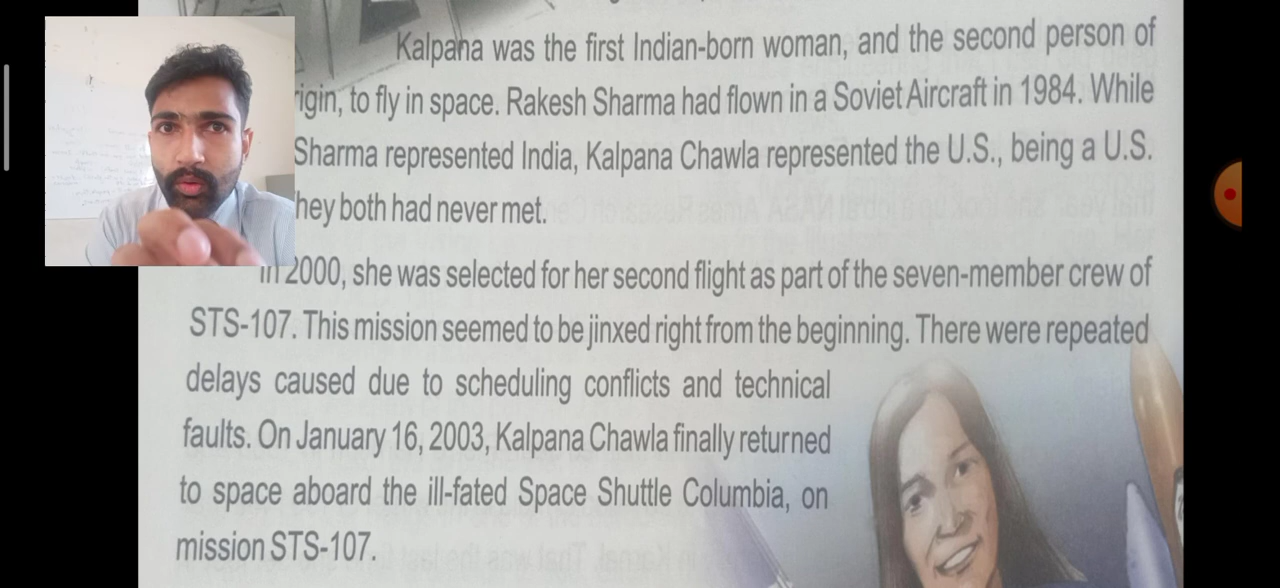 Kalpana was the first Indian-born woman, and the second person of
to fly in space. Rakesh Sharma had flown in a Soviet Aircraft in 1984. While
Sharma represented India, Kalpana Chawla represented the U.S., being a U.S.
both had never met.
In 2000, she was selected for her second flight as part of the seven-member crew of
STS-107. This mission seemed to be jinxed right from the beginning. There were repeated
delays caused due to scheduling conflicts and technical
faults. On January 16, 2003, Kalpana Chawla finally returned
to space aboard the ill-fated Space Shuttle Columbia, on
mission STS-107.